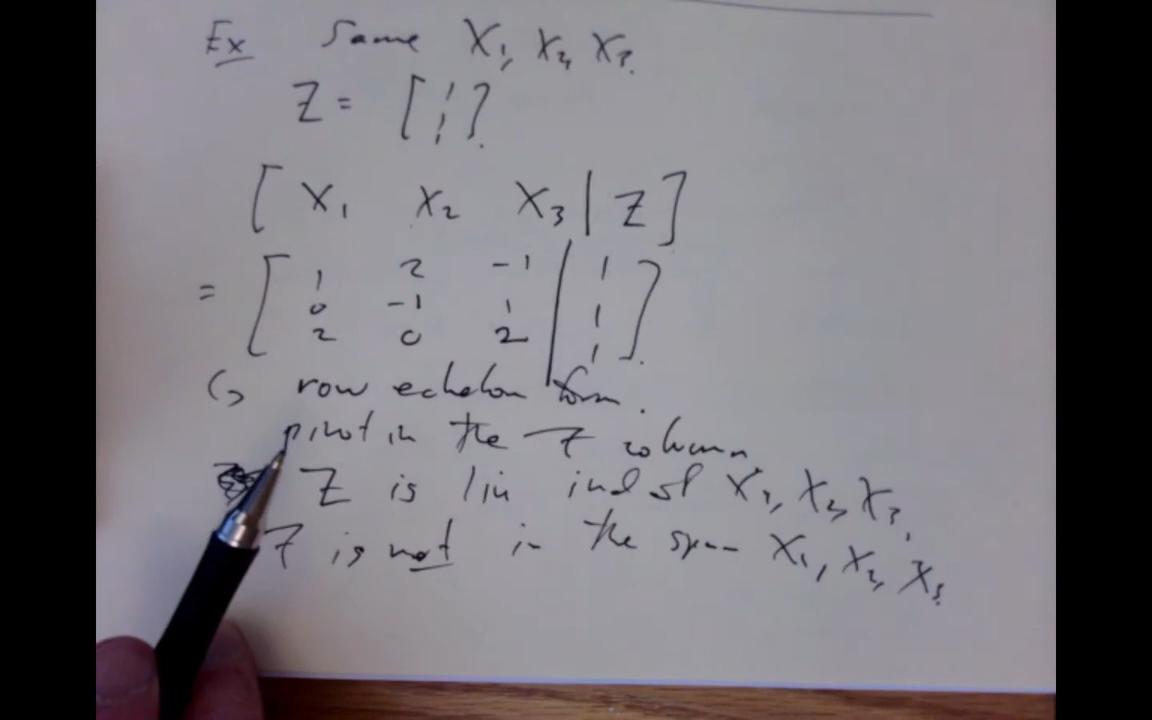 Ex Same X₁, X₂, X₃.
Z = [1 1 1].
[ X₁ X₂ X₃ | Z ]
= [ 1 2 -1 | 1 ]
0 -1 1 | 1
2 0 2 | 1 ].
row echelon form.
pivot in the Z column
Z is lin ind of X₁, X₂, X₃,
Z is not in the span X₁, X₂, X₃.